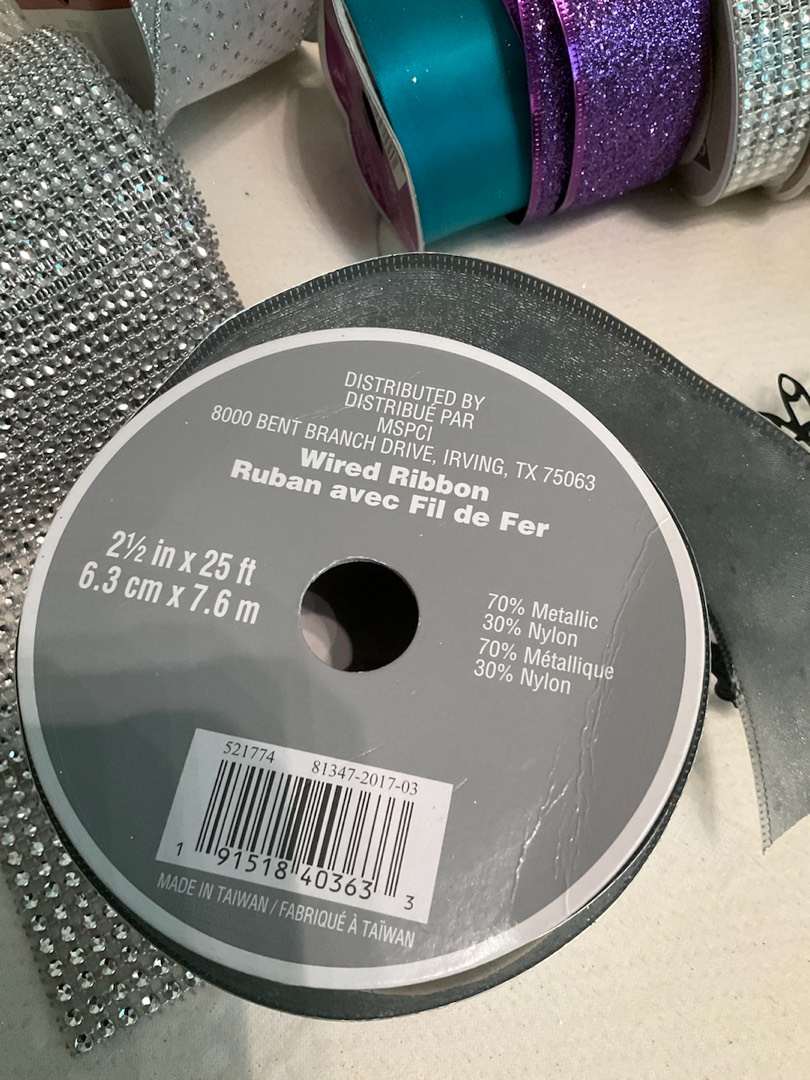 DISTRIBUTED BY
DISTRIBUÉ PAR
MSPCI
8000 BENT BRANCH DRIVE, IRVING, TX 75063
Wired Ribbon
Ruban avec Fil de Fer
2½ in x 25 ft
6.3 cm x 7.6 m
70% Metallic
30% Nylon
70% Métallique
30% Nylon
521774 81347-2017-03
1 91518 40363 3
MADE IN TAIWAN / FABRIQUÉ À TAÏWAN